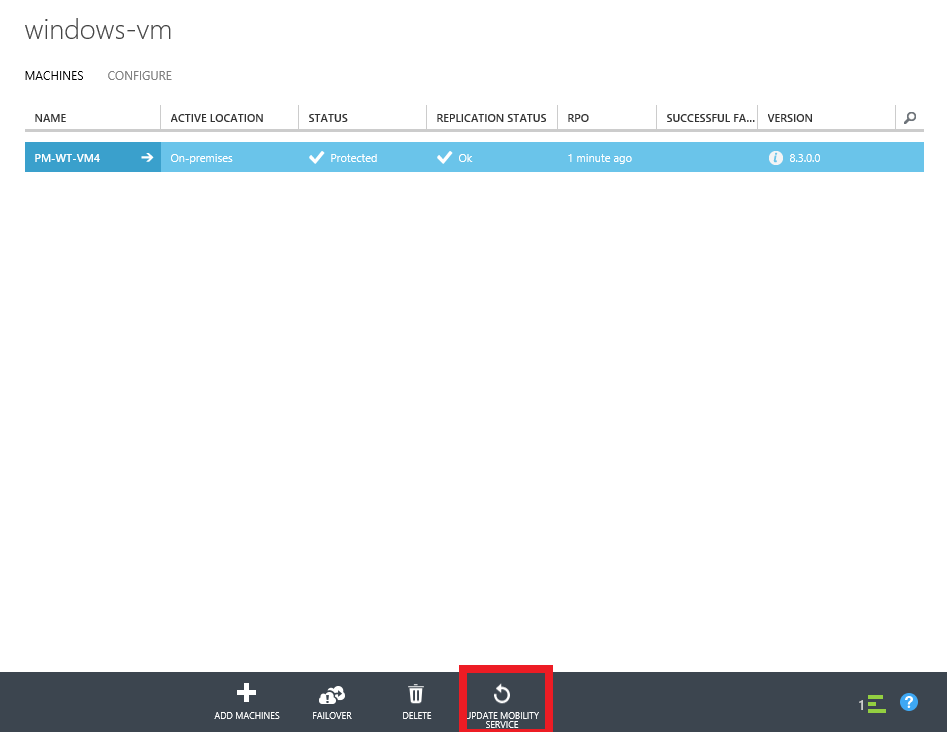 windows-vm
MACHINES CONFIGURE
NAME ACTIVE LOCATION STATUS REPLICATION STATUS RPO SUCCESSFUL FA... VERSION
PM-WT-VM4 On-premises Protected Ok 1 minute ago 8.3.0.0
ADD MACHINES FAILOVER DELETE UPDATE MOBILITY
SERVICE
1 ?